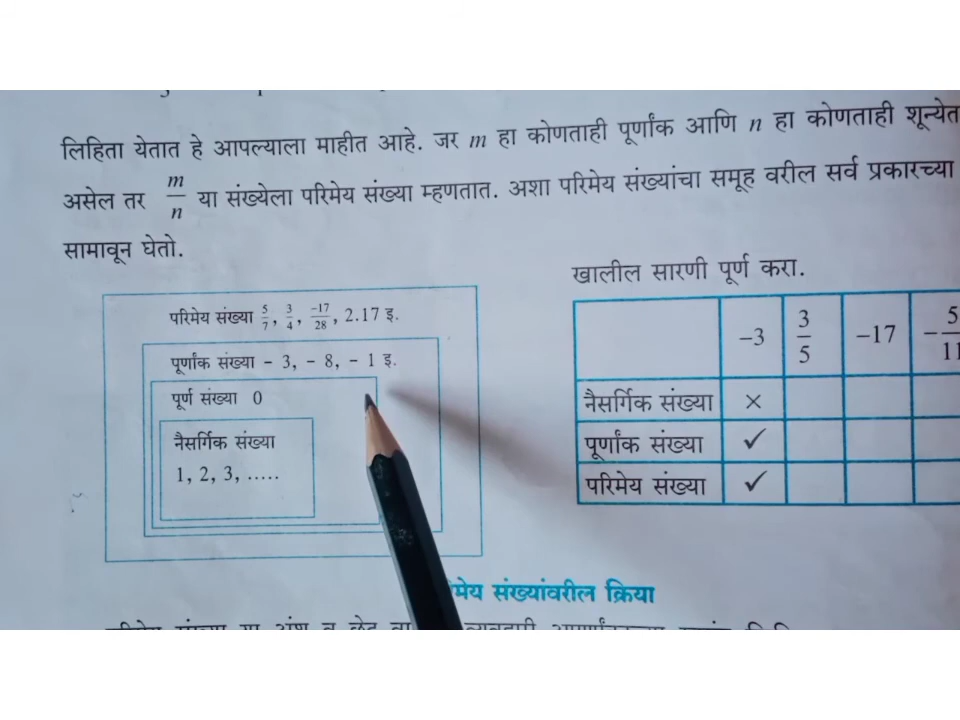 लिहिता येतात हे आपल्याला माहीत आहे. जर m हा कोणताही पूर्णांक आणि n हा कोणताही शून्येत
असेल तर m/n या संख्येला परिमेय संख्या म्हणतात. अशा परिमेय संख्यांचा समूह वरील सर्व प्रकारच्या
सामावून घेतो.
परिमेय संख्या 5/7, 3/4, -17/28, 2.17 इ.
पूर्णांक संख्या - 3, - 8, - 1 इ.
पूर्ण संख्या 0
नैसर्गिक संख्या
1, 2, 3, .....
खालील सारणी पूर्ण करा.
-3 3/5 -17 -5/11
नैसर्गिक संख्या ×
पूर्णांक संख्या ✓
परिमेय संख्या ✓
मेय संख्यांवरील क्रिया